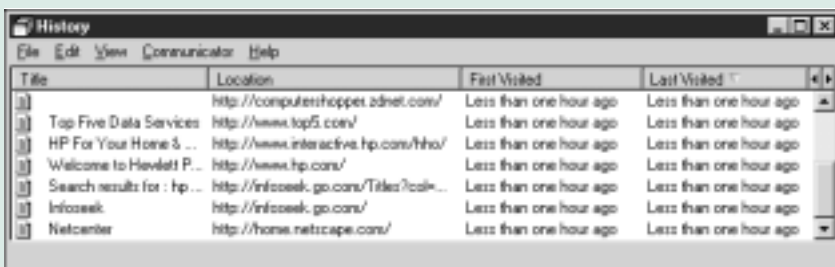 History
File Edit View Communicator Help
Title Location First Visited Last Visited
http://computershopper.zdnet.com/ Less than one hour ago Less than one hour ago
Top Five Data Services http://www.top5.com/ Less than one hour ago Less than one hour ago
HP For Your Home & ... http://www.interactive.hp.com/hho/ Less than one hour ago Less than one hour ago
Welcome to Hewlett P... http://www.hp.com/ Less than one hour ago Less than one hour ago
Search results for : hp ... http://infoseek.go.com/Titles?col=... Less than one hour ago Less than one hour ago
Infoseek http://infoseek.go.com/ Less than one hour ago Less than one hour ago
Netcenter http://home.netscape.com/ Less than one hour ago Less than one hour ago